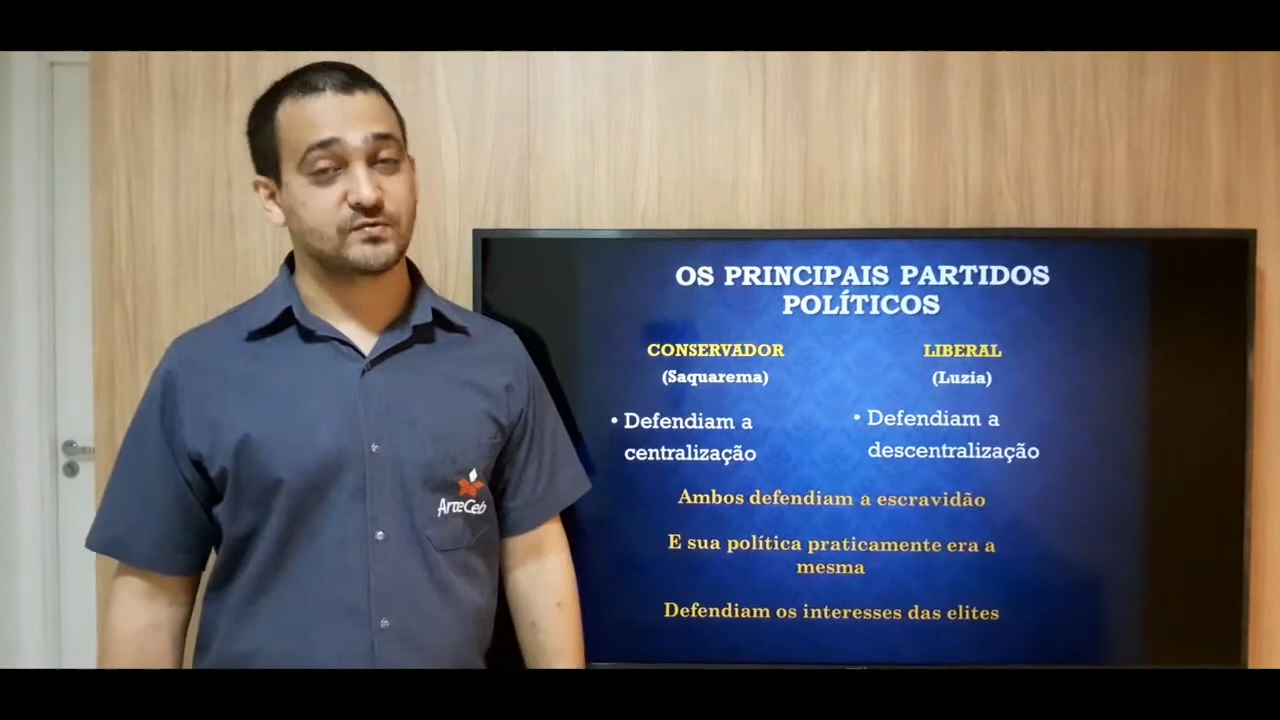 OS PRINCIPAIS PARTIDOS
POLÍTICOS
CONSERVADOR
LIBERAL
(Saquarema)
(Luzia)
• Defendiam a
centralização
• Defendiam a
descentralização
Ambos defendiam a escravidão
E sua política praticamente era a
mesma
Defendiam os interesses das elites
ArteCeb